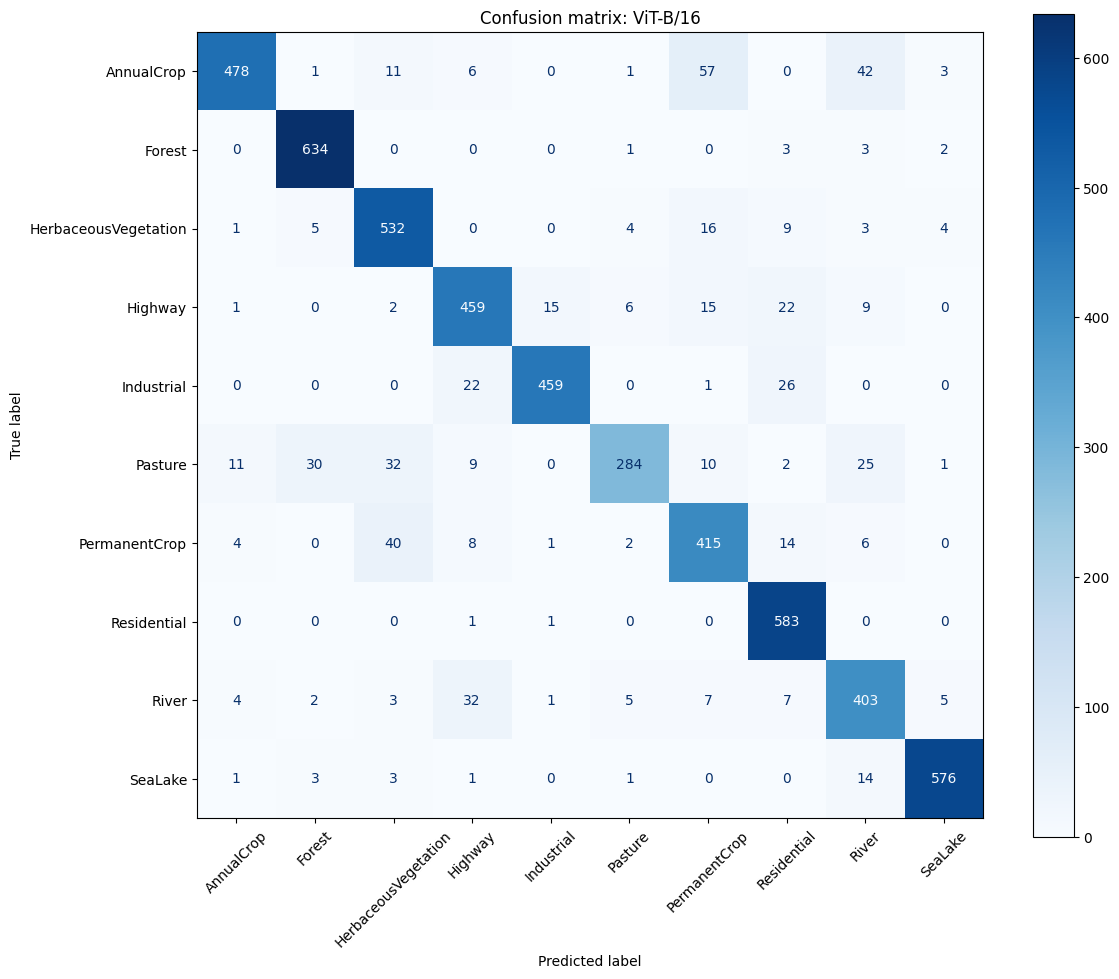 Confusion matrix: ViT-B/16
True label
AnnualCrop 478 1 11 6 0 1 57 0 42 3
Forest 0 634 0 0 0 1 0 3 3 2
HerbaceousVegetation 1 5 532 0 0 4 16 9 3 4
Highway 1 0 2 459 15 6 15 22 9 0
Industrial 0 0 0 22 459 0 1 26 0 0
Pasture 11 30 32 9 0 284 10 2 25 1
PermanentCrop 4 0 40 8 1 2 415 14 6 0
Residential 0 0 0 1 1 0 0 583 0 0
River 4 2 3 32 1 5 7 7 403 5
SeaLake 1 3 3 1 0 1 0 0 14 576
AnnualCrop Forest HerbaceousVegetation Highway Industrial Pasture PermanentCrop Residential River SeaLake
Predicted label
600
500
400
300
200
100
0